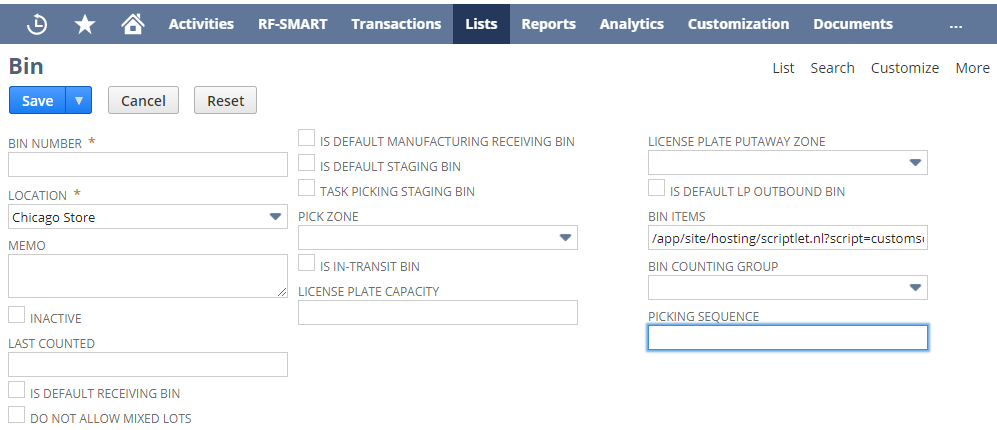 Activities RF-SMART Transactions Lists Reports Analytics Customization Documents ...
Bin
List Search Customize More
Save Cancel Reset
BIN NUMBER *
LOCATION *
Chicago Store
MEMO
INACTIVE
LAST COUNTED
IS DEFAULT RECEIVING BIN
DO NOT ALLOW MIXED LOTS
IS DEFAULT MANUFACTURING RECEIVING BIN
IS DEFAULT STAGING BIN
TASK PICKING STAGING BIN
PICK ZONE
IS IN-TRANSIT BIN
LICENSE PLATE CAPACITY
LICENSE PLATE PUTAWAY ZONE
IS DEFAULT LP OUTBOUND BIN
BIN ITEMS
/app/site/hosting/scriptlet.nl?script=customsc
BIN COUNTING GROUP
PICKING SEQUENCE